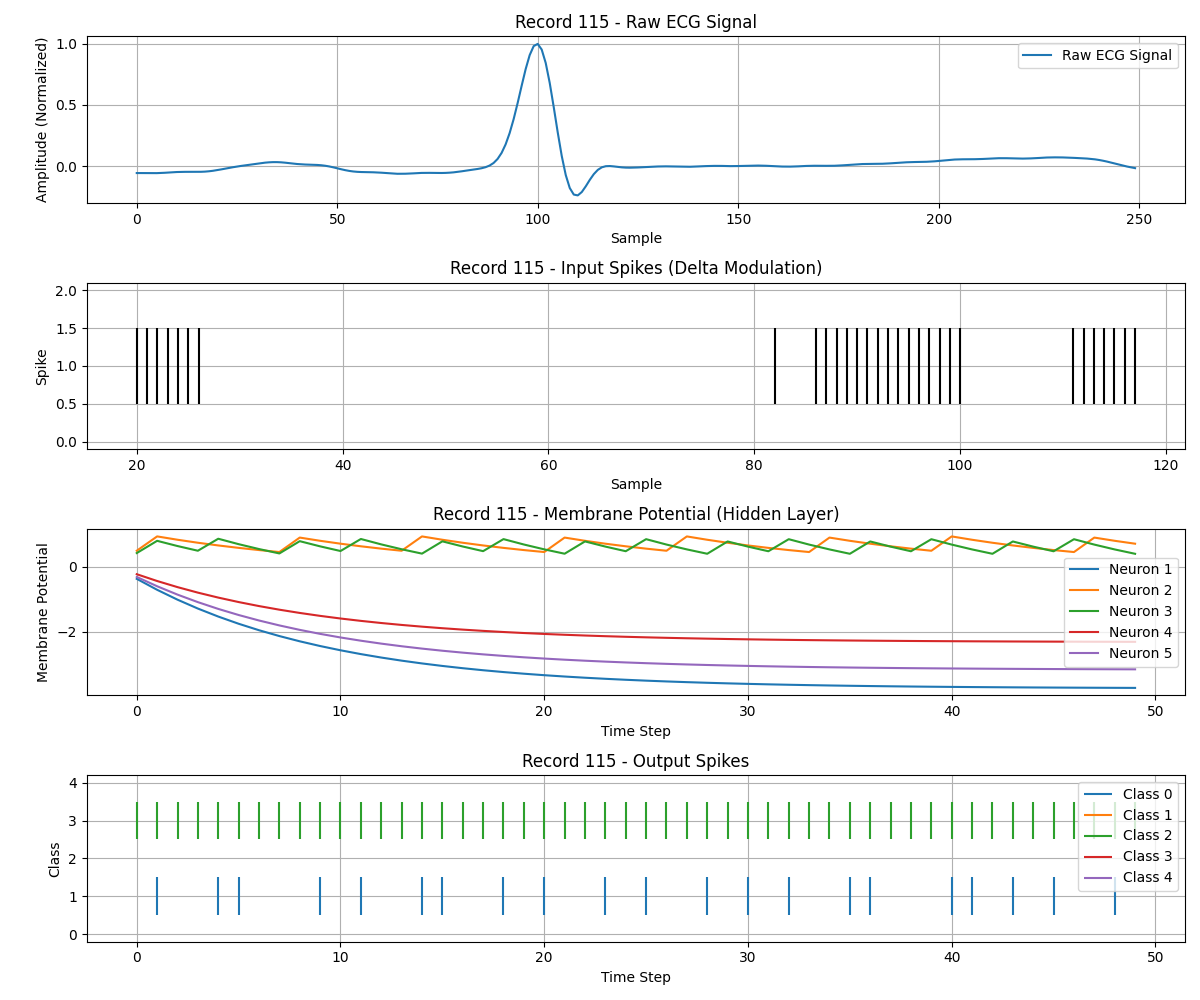 Record 115 - Raw ECG Signal
Amplitude (Normalized)
1.0
0.5
0.0
Raw ECG Signal
0 50 100 150 200 250
Sample
Record 115 - Input Spikes (Delta Modulation)
Spike
2.0
1.5
1.0
0.5
0.0
20 40 60 80 100 120
Sample
Record 115 - Membrane Potential (Hidden Layer)
Membrane Potential
0
−2
Neuron 1
Neuron 2
Neuron 3
Neuron 4
Neuron 5
0 10 20 30 40 50
Time Step
Record 115 - Output Spikes
Class
4
3
2
1
0
Class 0
Class 1
Class 2
Class 3
Class 4
0 10 20 30 40 50
Time Step